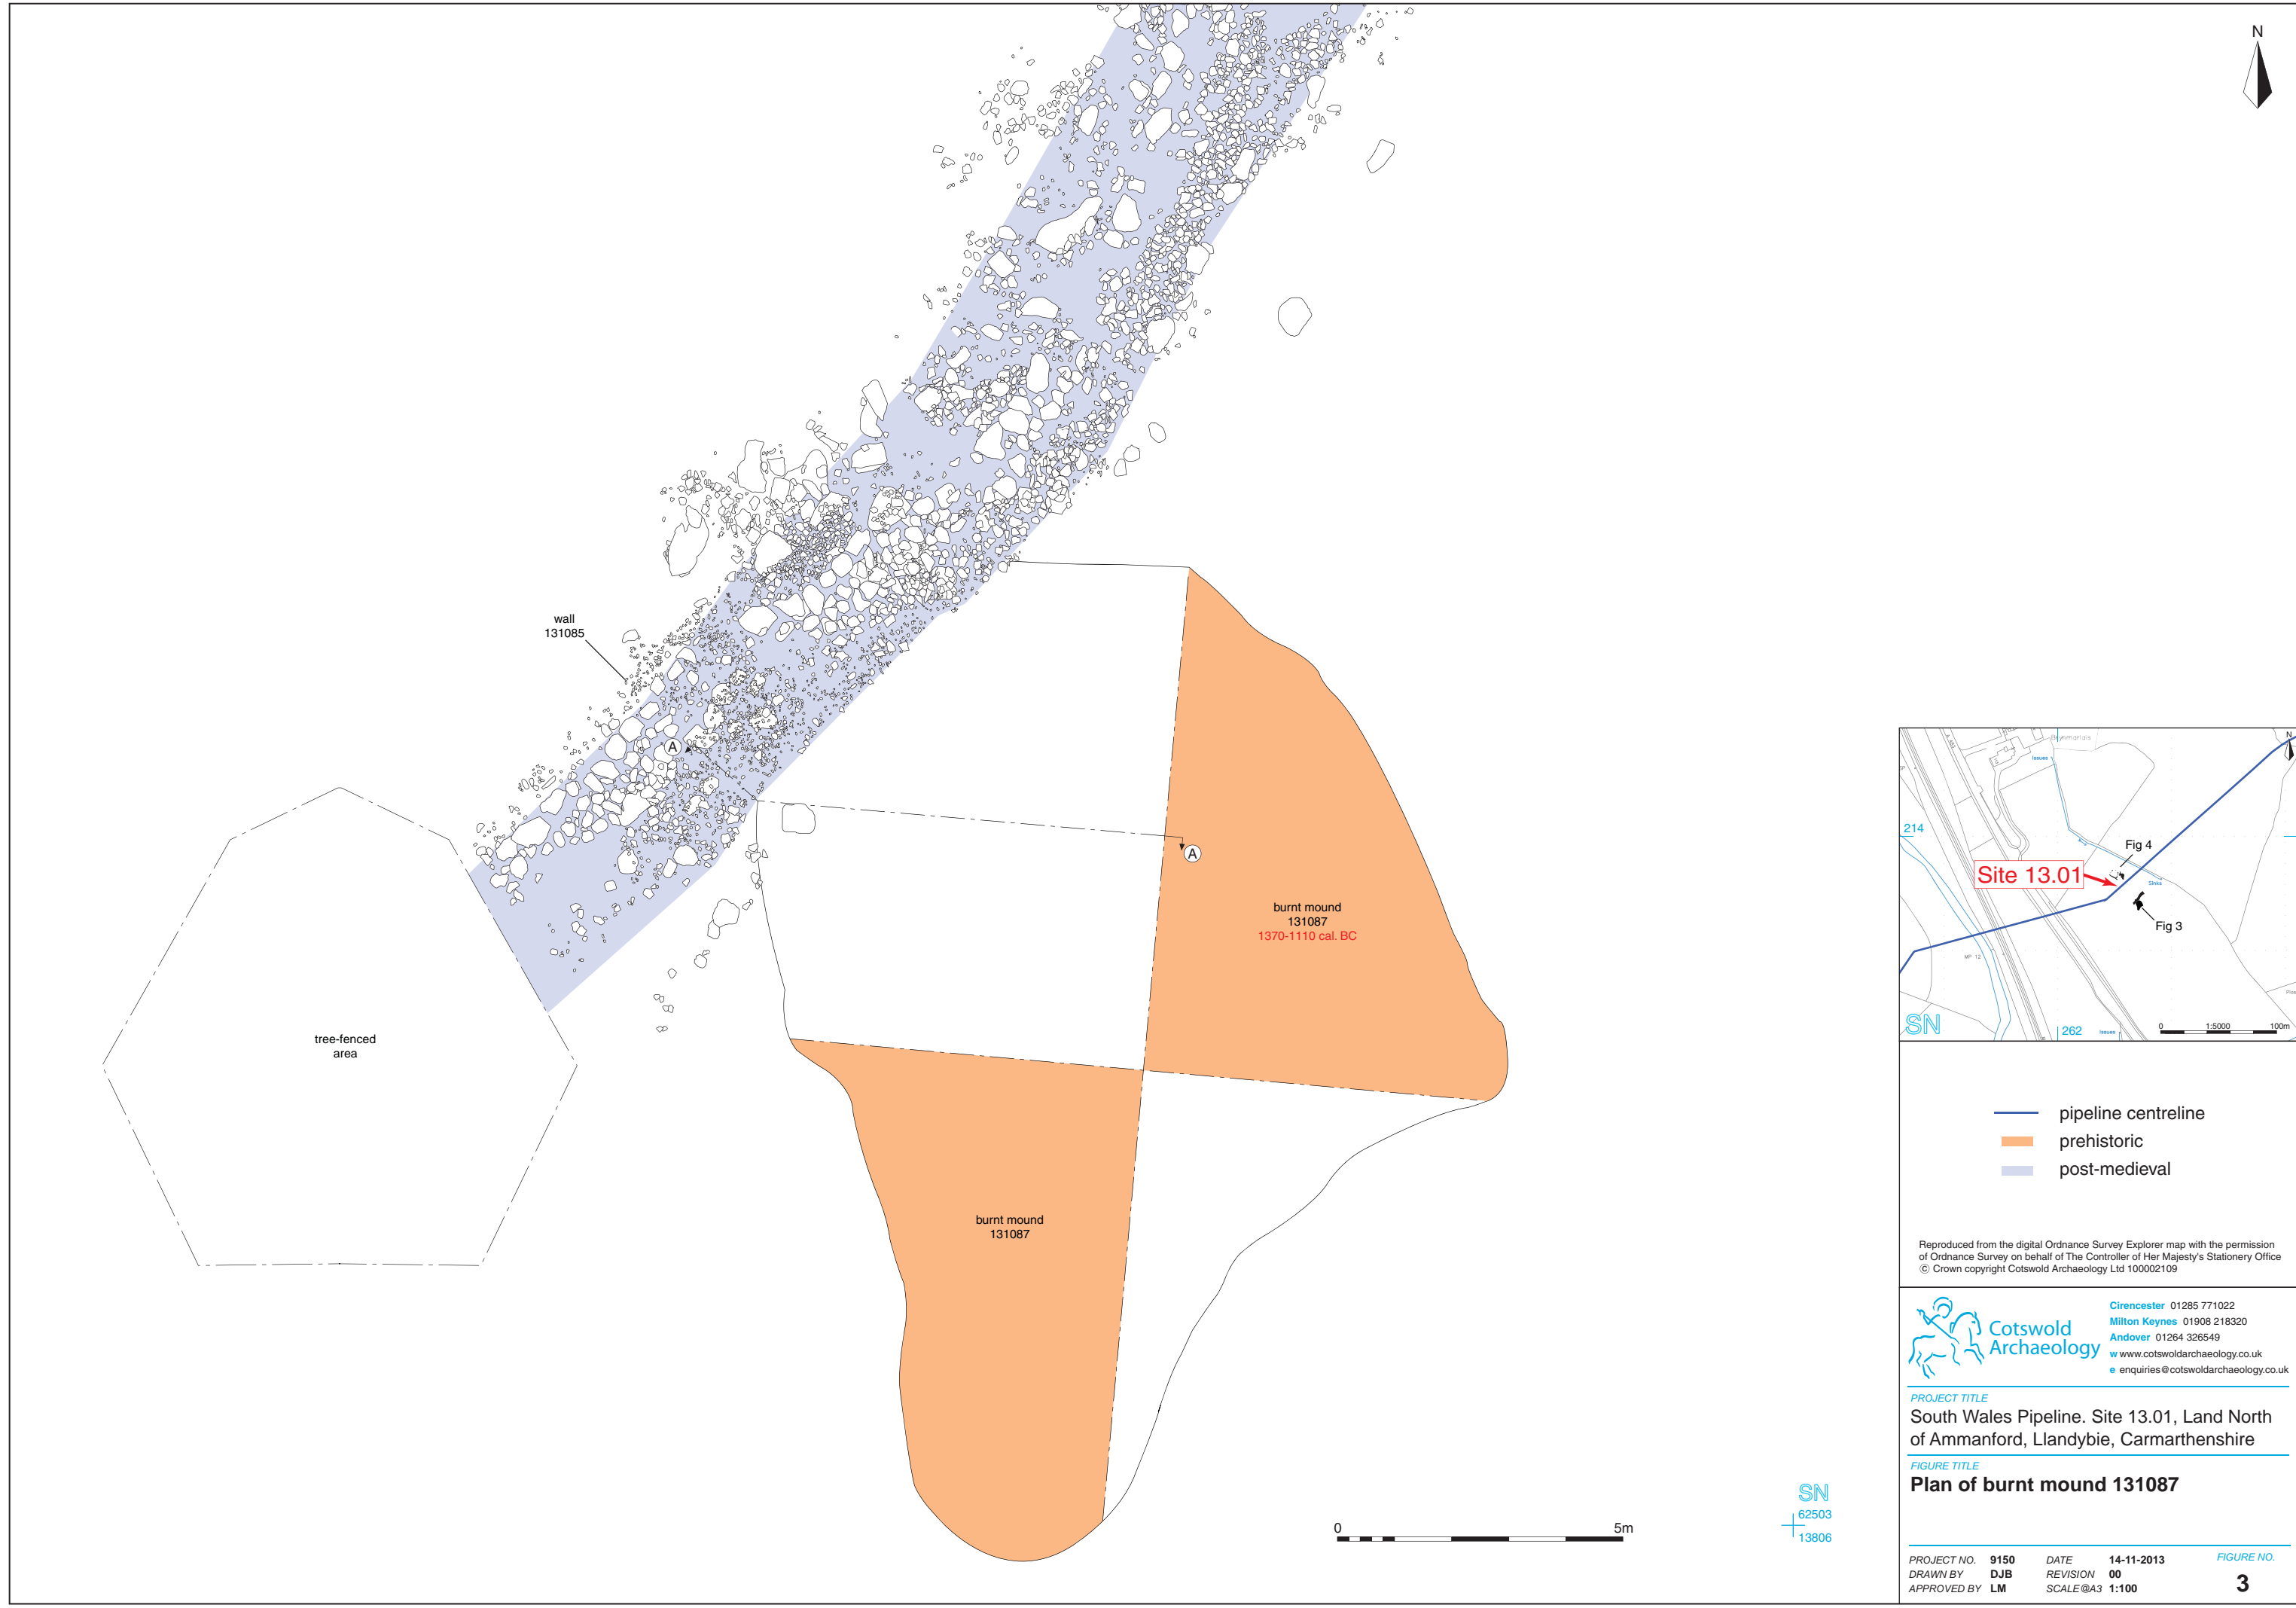 N
wall
131085
A
A
burnt mound
131087
1370-1110 cal. BC
tree-fenced
area
burnt mound
131087
0
5m
SN
62503
13806
N
Issues
214
Fig 4
Site 13.01
Sinks
Fig 3
MP 12
SN
262
Issues
0
1:5000
100m
pipeline centreline
prehistoric
post-medieval
Reproduced from the digital Ordnance Survey Explorer map with the permission
of Ordnance Survey on behalf of The Controller of Her Majesty's Stationery Office
© Crown copyright Cotswold Archaeology Ltd 100002109
Cotswold
Archaeology
Cirencester 01285 771022
Milton Keynes 01908 218320
Andover 01264 326549
w www.cotswoldarchaeology.co.uk
e enquiries@cotswoldarchaeology.co.uk
PROJECT TITLE
South Wales Pipeline. Site 13.01, Land North
of Ammanford, Llandybie, Carmarthenshire
FIGURE TITLE
Plan of burnt mound 131087
PROJECT NO. 9150 DATE 14-11-2013 FIGURE NO.
DRAWN BY DJB REVISION 00
APPROVED BY LM SCALE@A3 1:100 3